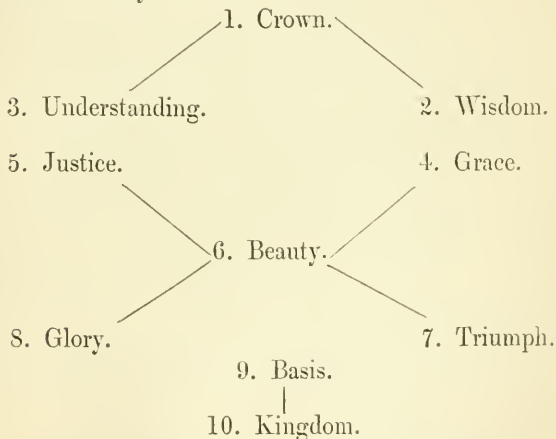 1. Crown.
3. Understanding. 2. Wisdom.
5. Justice. 4. Grace.
6. Beauty.
8. Glory. 7. Triumph.
9. Basis.
10. Kingdom.